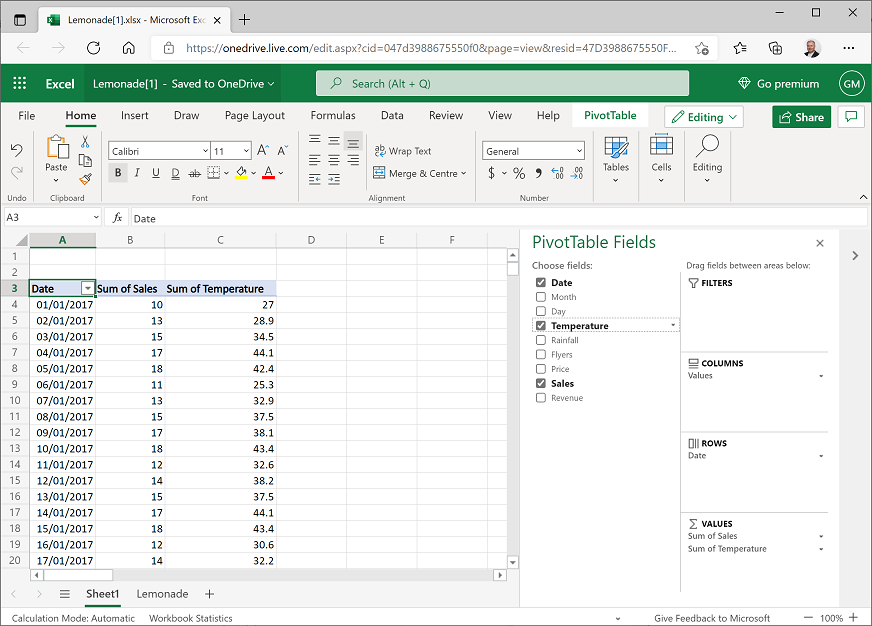 Lemonade[1].xlsx - Microsoft Exc
https://onedrive.live.com/edit.aspx?cid=047d3988675550f0&page=view&resid=47D3988675550F...
Excel Lemonade[1] - Saved to OneDrive Search (Alt + Q) Go premium GM
File Home Insert Draw Page Layout Formulas Data Review View Help PivotTable Editing Share
Paste Calibri 11 Wrap Text General Tables Cells Editing
B I U D ab A Merge & Centre $ % 9 .00
Undo Clipboard Font Alignment Number
A3 fx Date
A B C D E F
1
2
3 Date Sum of Sales Sum of Temperature
4 01/01/2017 10 27
5 02/01/2017 13 28.9
6 03/01/2017 15 34.5
7 04/01/2017 17 44.1
8 05/01/2017 18 42.4
9 06/01/2017 11 25.3
10 07/01/2017 13 32.9
11 08/01/2017 15 37.5
12 09/01/2017 17 38.1
13 10/01/2017 18 43.4
14 11/01/2017 12 32.6
15 12/01/2017 14 38.2
16 13/01/2017 15 37.5
17 14/01/2017 17 44.1
18 15/01/2017 18 43.4
19 16/01/2017 12 30.6
20 17/01/2017 14 32.2
PivotTable Fields
Choose fields:
Date
Month
Day
Temperature
Rainfall
Flyers
Price
Sales
Revenue
Drag fields between areas below:
FILTERS
COLUMNS
Values
ROWS
Date
VALUES
Sum of Sales
Sum of Temperature
Sheet1 Lemonade
Calculation Mode: Automatic Workbook Statistics Give Feedback to Microsoft 100%